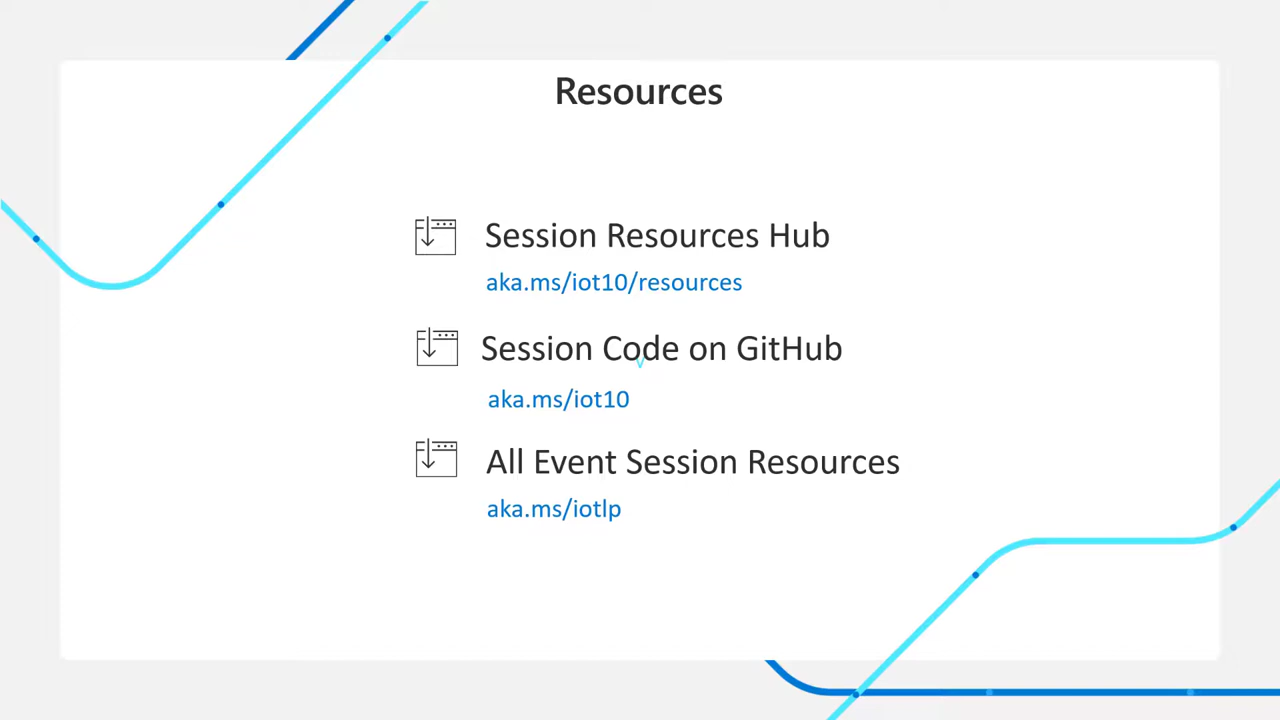 Resources
Session Resources Hub
aka.ms/iot10/resources
Session Code on GitHub
aka.ms/iot10
All Event Session Resources
aka.ms/iotlp